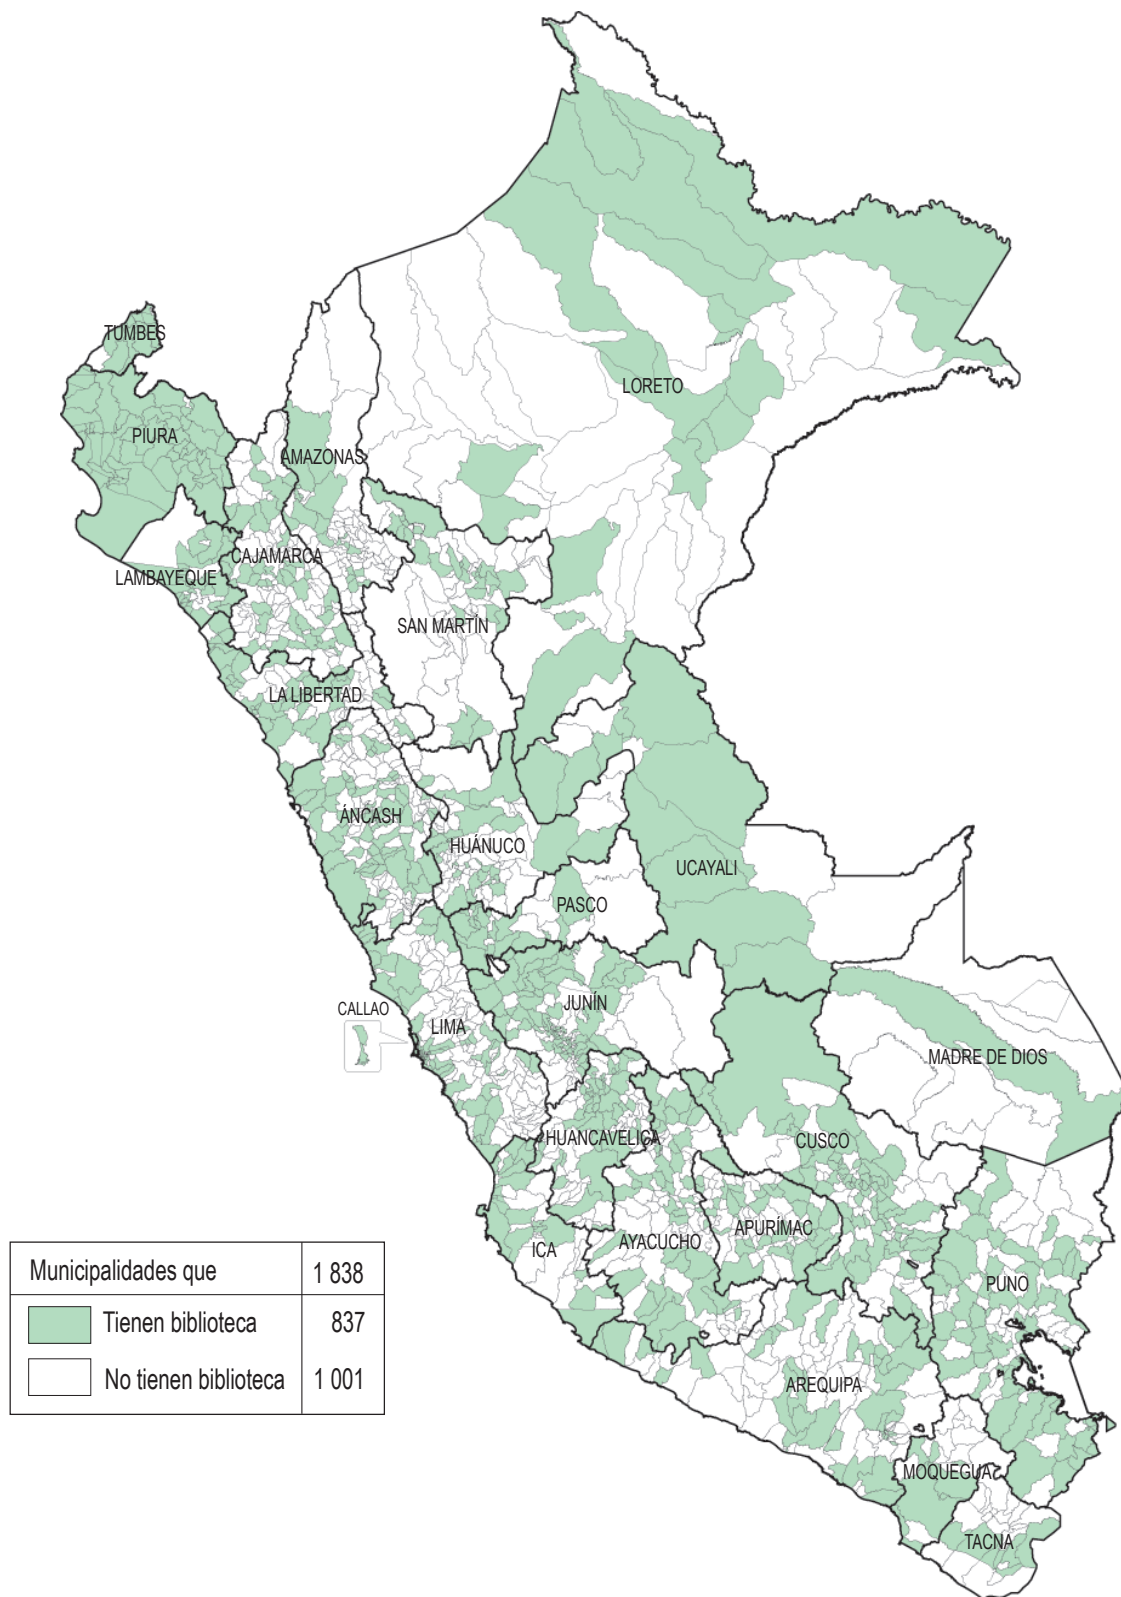 TUMBES
PIURA
LORETO
AMAZONAS
CAJAMARCA
LAMBAYEQUE
SAN MARTÍN
LA LIBERTAD
ÁNCASH
HUÁNUCO
UCAYALI
PASCO
CALLAO
JUNÍN
LIMA
MADRE DE DIOS
HUANCAVELICA
CUSCO
APURÍMAC
AYACUCHO
ICA
PUNO
AREQUIPA
MOQUEGUA
TACNA
Municipalidades que 1 838
Tienen biblioteca 837
No tienen biblioteca 1 001